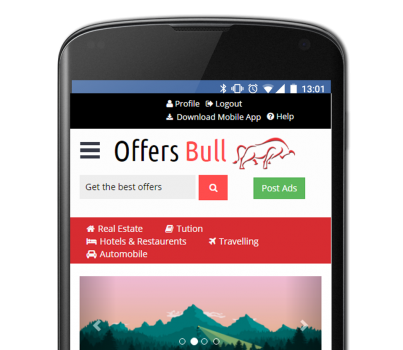 13:01
Profile Logout
Download Mobile App Help
Offers Bull
Get the best offers
Post Ads
Real Estate Tution
Hotels & Restaurents Travelling
Automobile